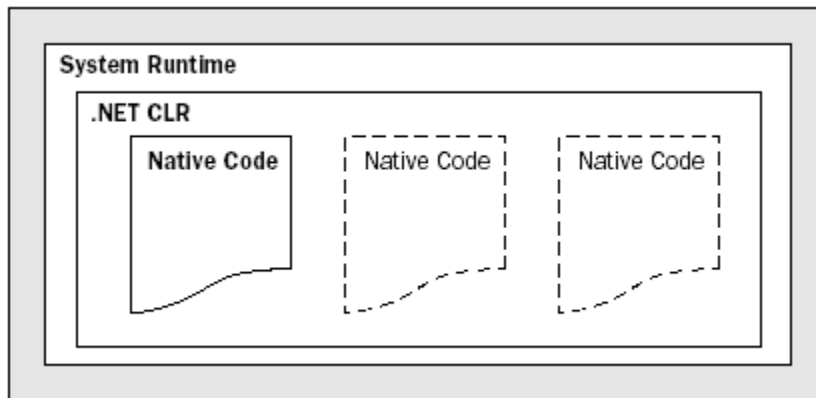 System Runtime
.NET CLR
Native Code
Native Code
Native Code